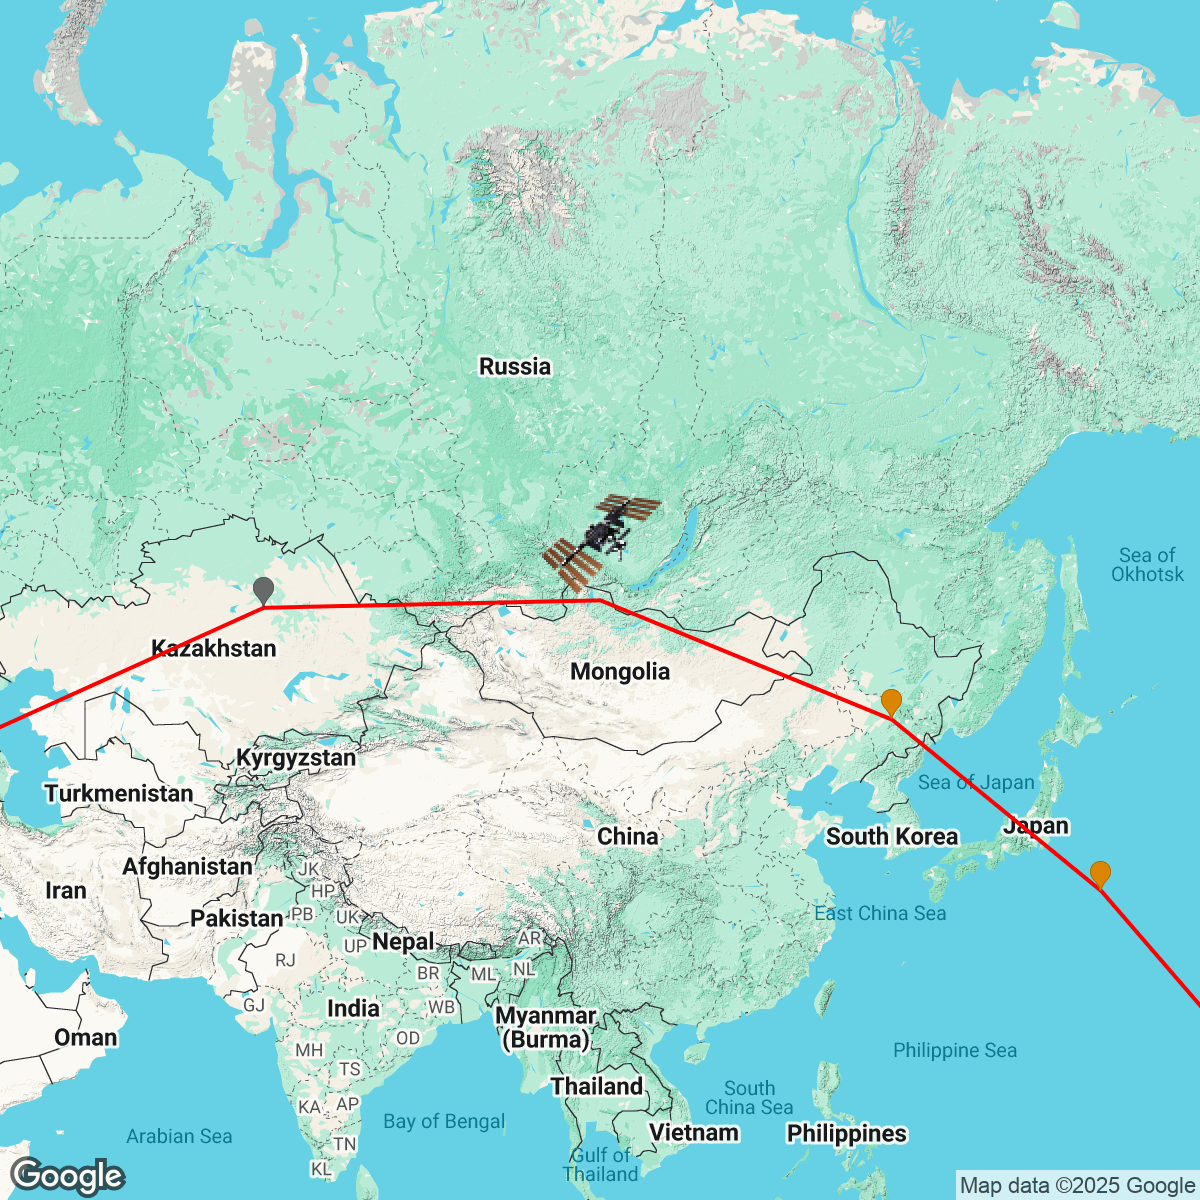 Russia
Sea of
Okhotsk
Kazakhstan
Mongolia
Kyrgyzstan
Sea of Japan
Turkmenistan
Japan
China
South Korea
Afghanistan
JK
Iran
HP
Pakistan
PB
UK
East China Sea
UP
Nepal
AR
RJ
BR
ML
NL
GJ
India
WB
Myanmar
(Burma)
Oman
OD
MH
Philippine Sea
TS
Thailand
South
China Sea
KA
AP
Bay of Bengal
Arabian Sea
TN
Vietnam
Philippines
KL
Gulf of
Thailand
Google
Map data ©2025 Google